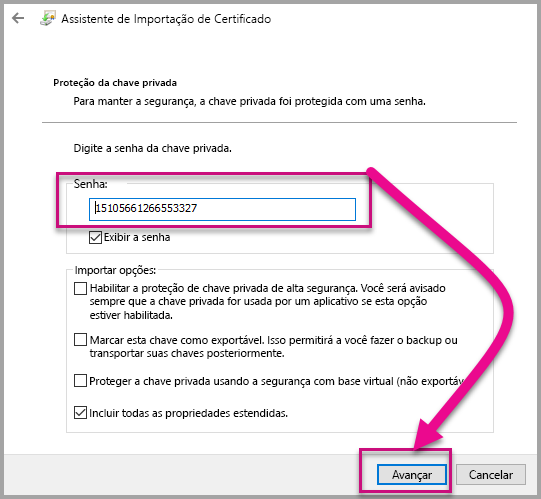 Assistente de Importação de Certificado
Proteção da chave privada
Para manter a segurança, a chave privada foi protegida com uma senha.
Digite a senha da chave privada.
Senha:
15105661266553327
Exibir a senha
Importar opções:
Habilitar a proteção de chave privada de alta segurança. Você será avisado
sempre que a chave privada for usada por um aplicativo se esta opção
estiver habilitada.
Marcar esta chave como exportável. Isso permitirá a você fazer o backup ou
transportar suas chaves posteriormente.
Proteger a chave privada usando a segurança com base virtual (não exportáv
Incluir todas as propriedades estendidas.
Avançar
Cancelar